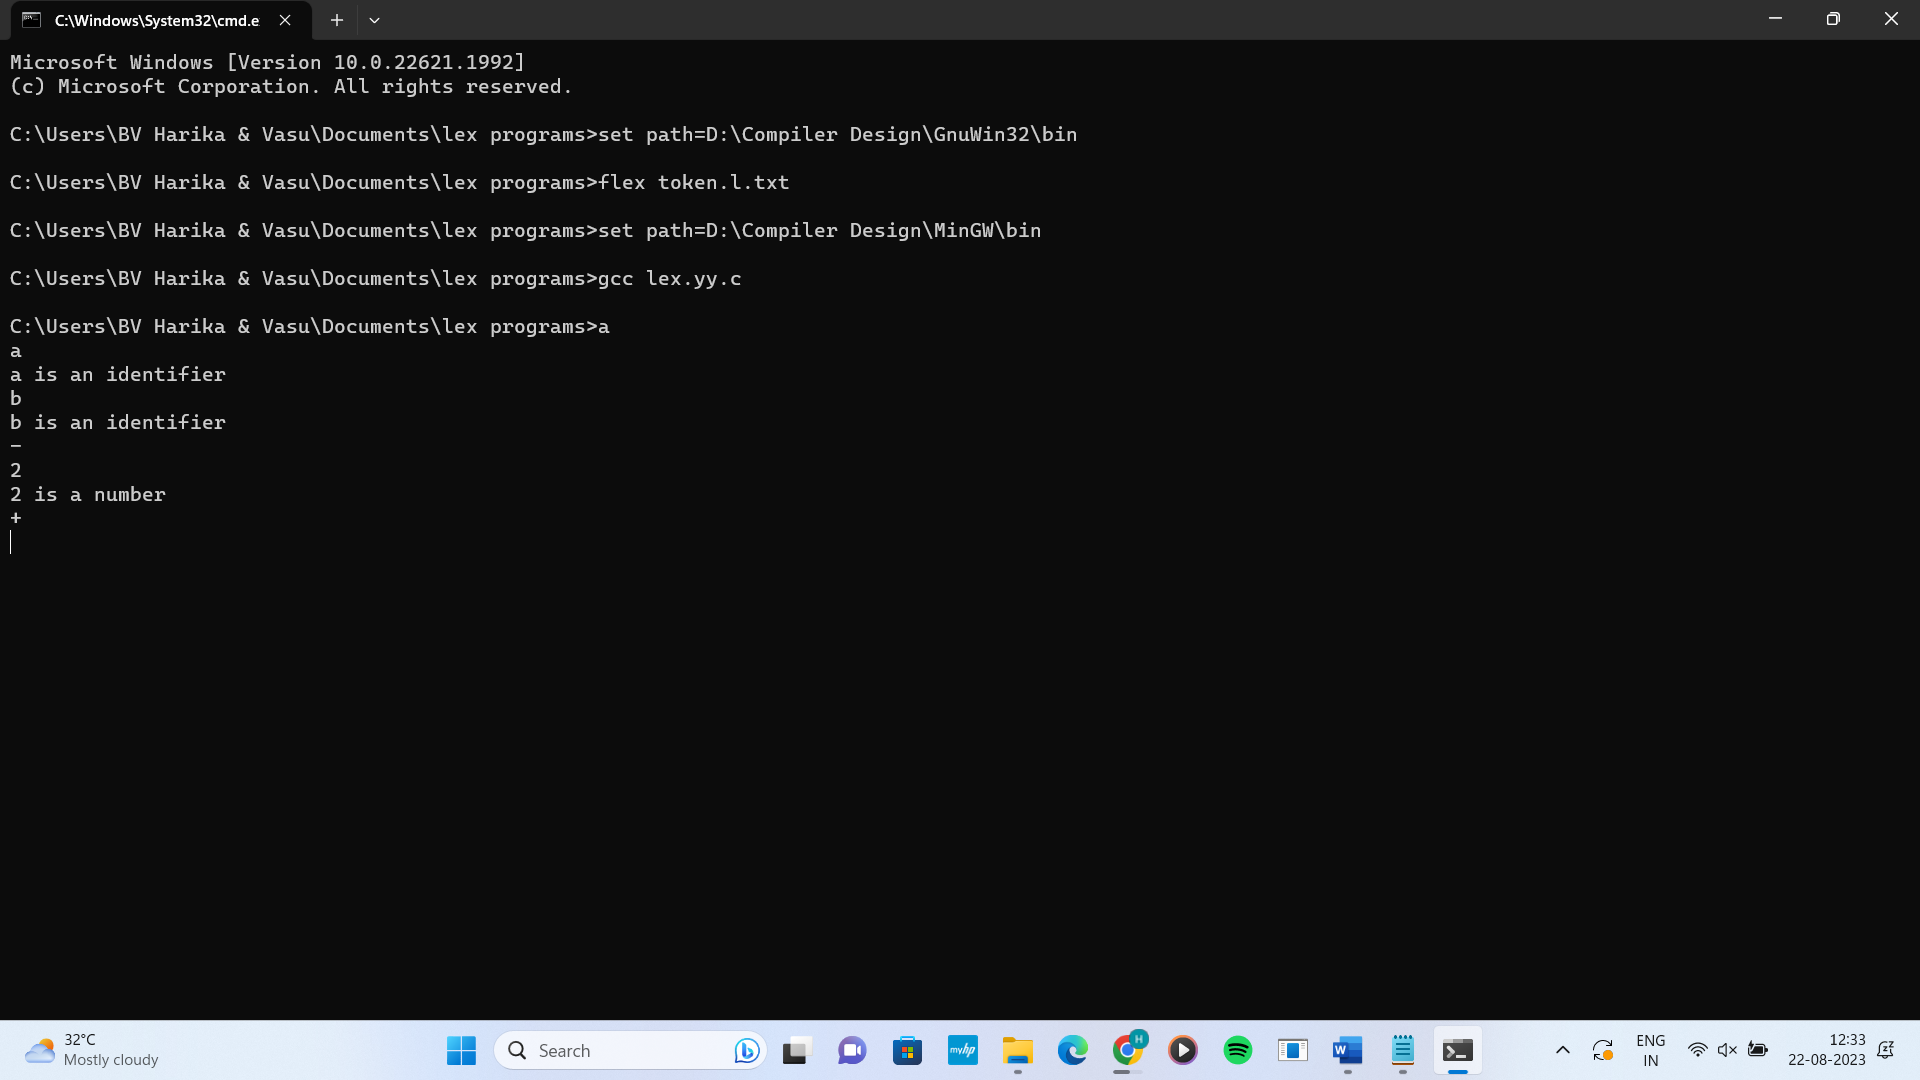 C:\Windows\System32\cmd.e
Microsoft Windows [Version 10.0.22621.1992]
(c) Microsoft Corporation. All rights reserved.
C:\Users\BV Harika & Vasu\Documents\lex programs>set path=D:\Compiler Design\GnuWin32\bin
C:\Users\BV Harika & Vasu\Documents\lex programs>flex token.l.txt
C:\Users\BV Harika & Vasu\Documents\lex programs>set path=D:\Compiler Design\MinGW\bin
C:\Users\BV Harika & Vasu\Documents\lex programs>gcc lex.yy.c
C:\Users\BV Harika & Vasu\Documents\lex programs>a
a
a is an identifier
b
b is an identifier
-
2
2 is a number
+
32°C
Mostly cloudy
Search
myhp
H
W
ENG
IN
12:33
22-08-2023